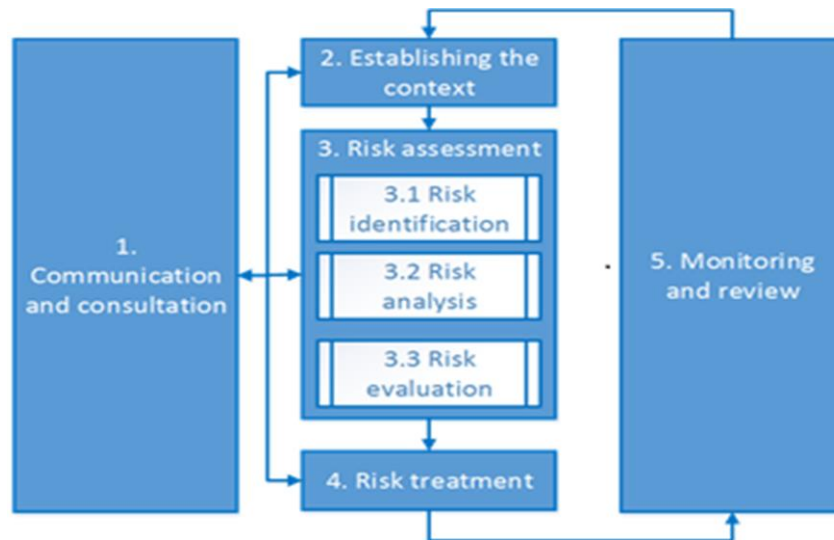 1.
Communication
and consultation
2. Establishing the
context
3. Risk assessment
3.1 Risk
identification
3.2 Risk
analysis
3.3 Risk
evaluation
4. Risk treatment
5. Monitoring
and review